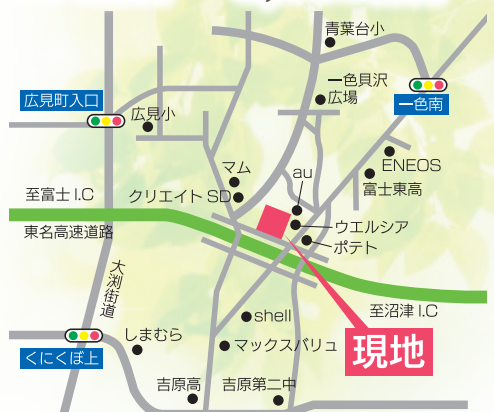 青葉台小
一色貝沢
広場
一色南
広見町入口
広見小
ENEOS
マム
au
富士東高
至富士I.C
クリエイトSD
ウエルシア
東名高速道路
ポテト
大渕街道
至沼津I.C
shell
しまむら
マックスバリュ
現地
くにくぼ上
吉原高
吉原第二中